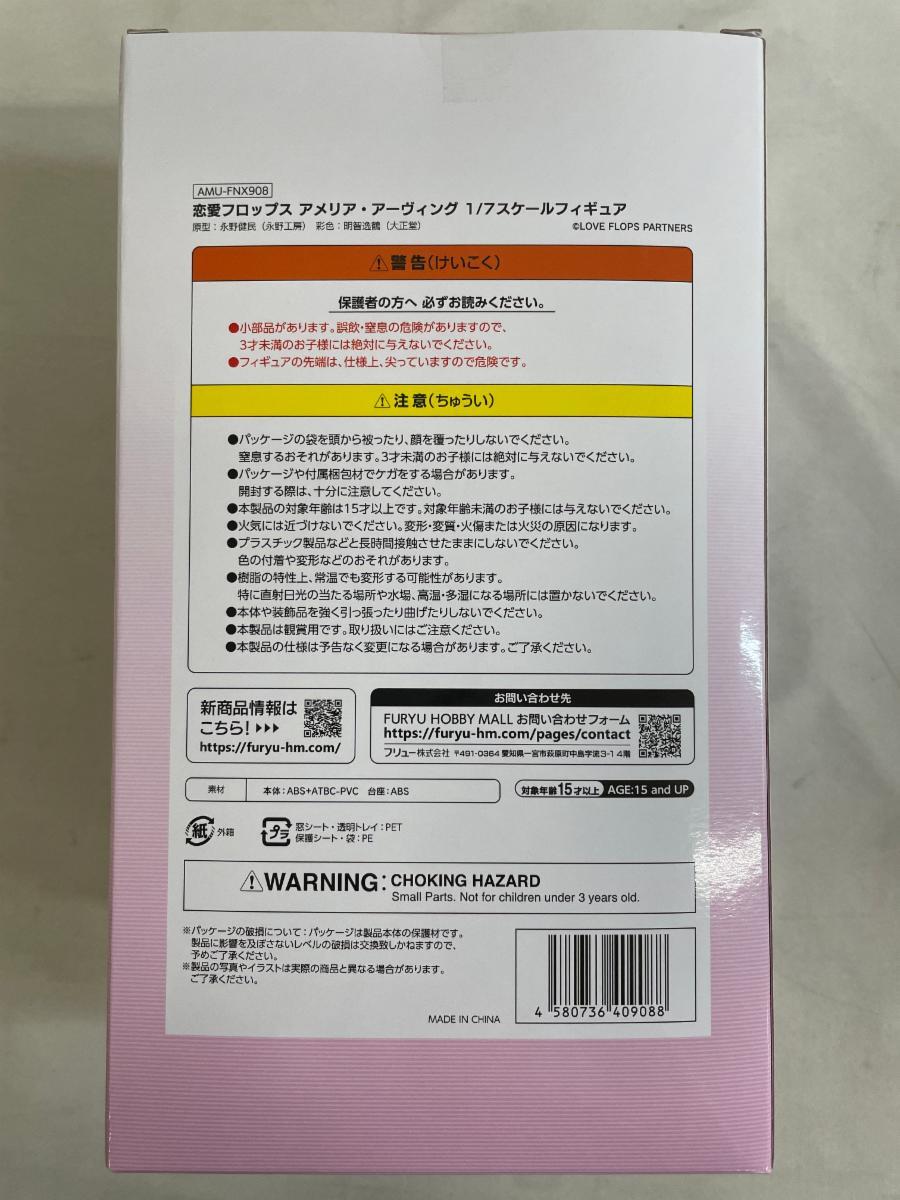 AMU-FNX908
恋愛フロップス アメリア・アーヴィング 1/7スケールフィギュア
原型：永野健民（永野工房） 彩色：明智逸鶴（大正堂）
©LOVE FLOPS PARTNERS
⚠警告(けいこく)
保護者の方へ 必ずお読みください。
●小部品があります。誤飲・窒息の危険がありますので、
3才未満のお子様には絶対に与えないでください。
●フィギュアの先端は、仕様上、尖っていますので危険です。
⚠注意(ちゅうい)
●パッケージの袋を頭から被ったり、顔を覆ったりしないでください。
窒息するおそれがあります。3才未満のお子様には絶対に与えないでください。
●パッケージや付属梱包材でケガをする場合があります。
開封する際は、十分に注意してください。
●本製品の対象年齢は15才以上です。対象年齢未満のお子様には与えないでください。
●火気には近づけないでください。変形・変質・火傷または火災の原因になります。
●プラスチック製品などと長時間接触させたままにしないでください。
色の付着や変形などのおそれがあります。
●樹脂の特性上、常温でも変形する可能性があります。
特に直射日光の当たる場所や水場、高温・多湿になる場所には置かないでください。
●本体や装飾品を強く引っ張ったり曲げたりしないでください。
●本製品は観賞用です。取り扱いにはご注意ください。
●本製品の仕様は予告なく変更になる場合があります。ご了承ください。
新商品情報は
こちら!
https://furyu-hm.com/
お問い合わせ先
FURYU HOBBY MALL お問い合わせフォーム
https://furyu-hm.com/pages/contact
フリュー株式会社 〒491-0364 愛知県一宮市萩原町中島字流3-1 4階
素材 本体：ABS+ATBC-PVC 台座：ABS
対象年齢15才以上 AGE:15 and UP
紙 外箱
プラ 窓シート・透明トレイ：PET
保護シート・袋：PE
⚠WARNING: CHOKING HAZARD
Small Parts. Not for children under 3 years old.
※パッケージの破損について：パッケージは製品本体の保護材です。
製品に影響を及ぼさないレベルの破損は交換致しかねますので、
予めご了承ください。
※製品の写真やイラストは実際の商品と異なる場合があります。
ご了承ください。
MADE IN CHINA
4 580736 409088